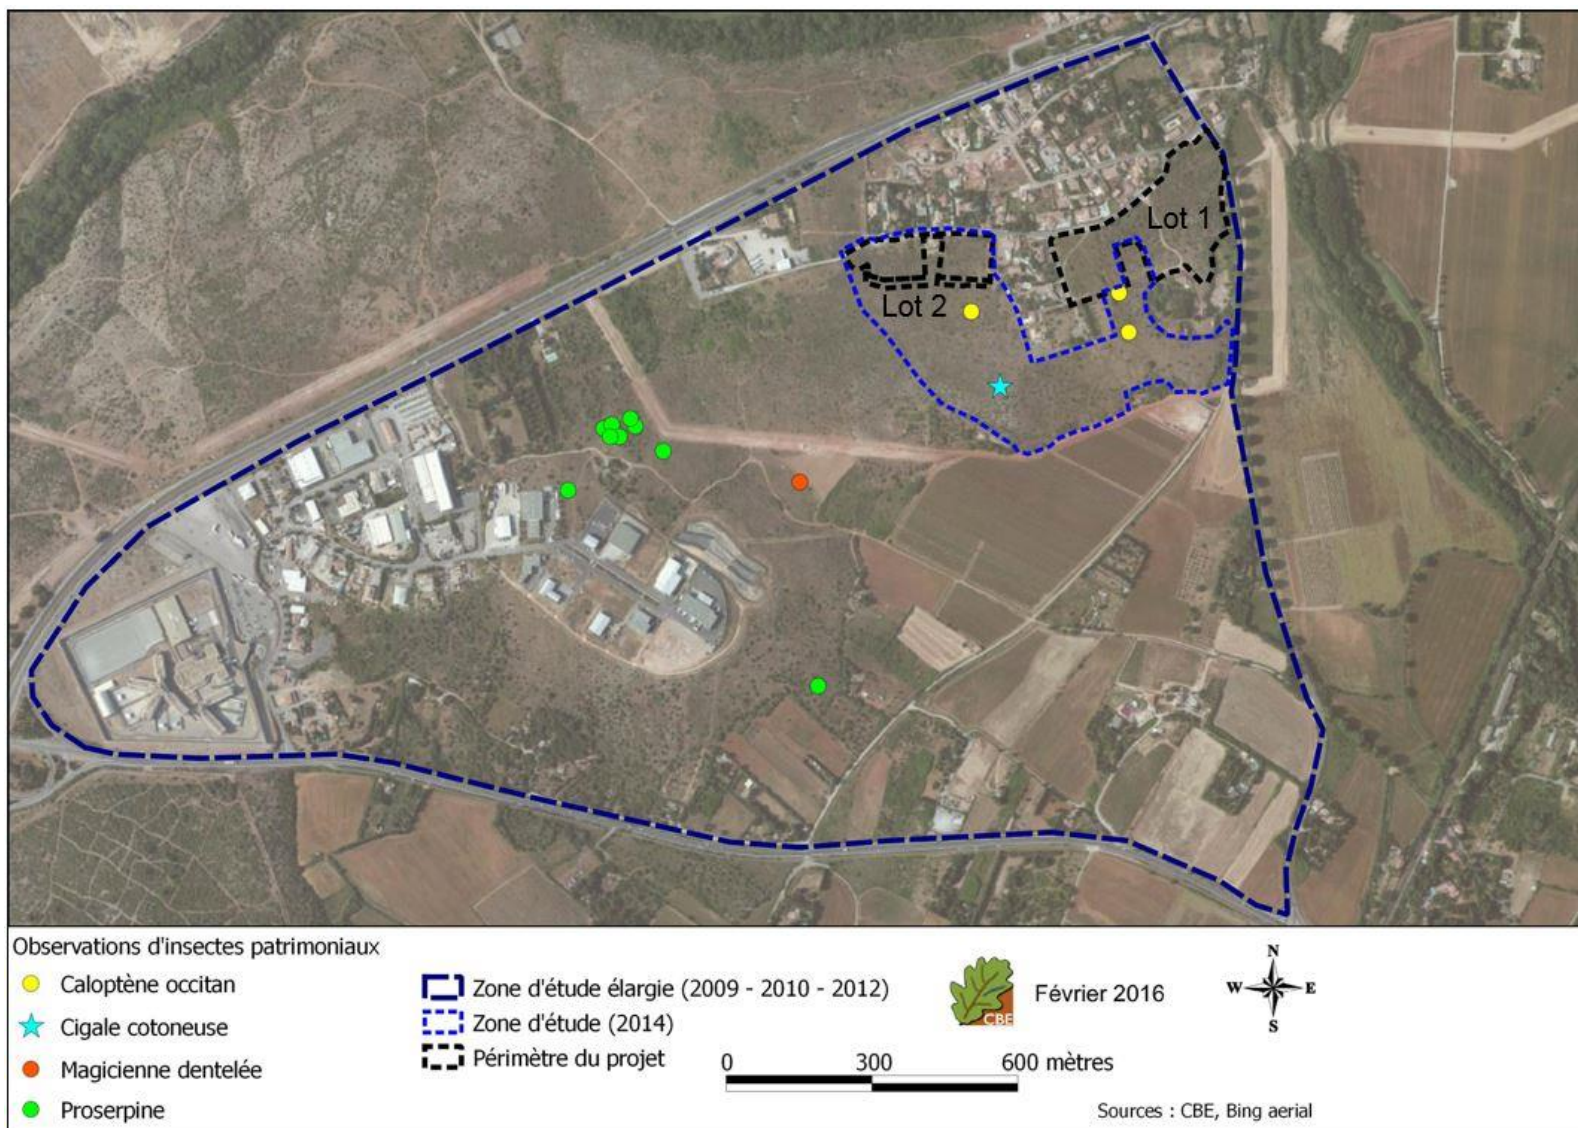 Lot 1
Lot 2
Observations d'insectes patrimoniaux
Caloptène occitan
Cigale cotoneuse
Magicienne dentelée
Proserpine
Zone d'étude élargie (2009 - 2010 - 2012)
Zone d'étude (2014)
Périmètre du projet
CBE
Février 2016
N
W E
S
0 300 600 mètres
Sources : CBE, Bing aerial